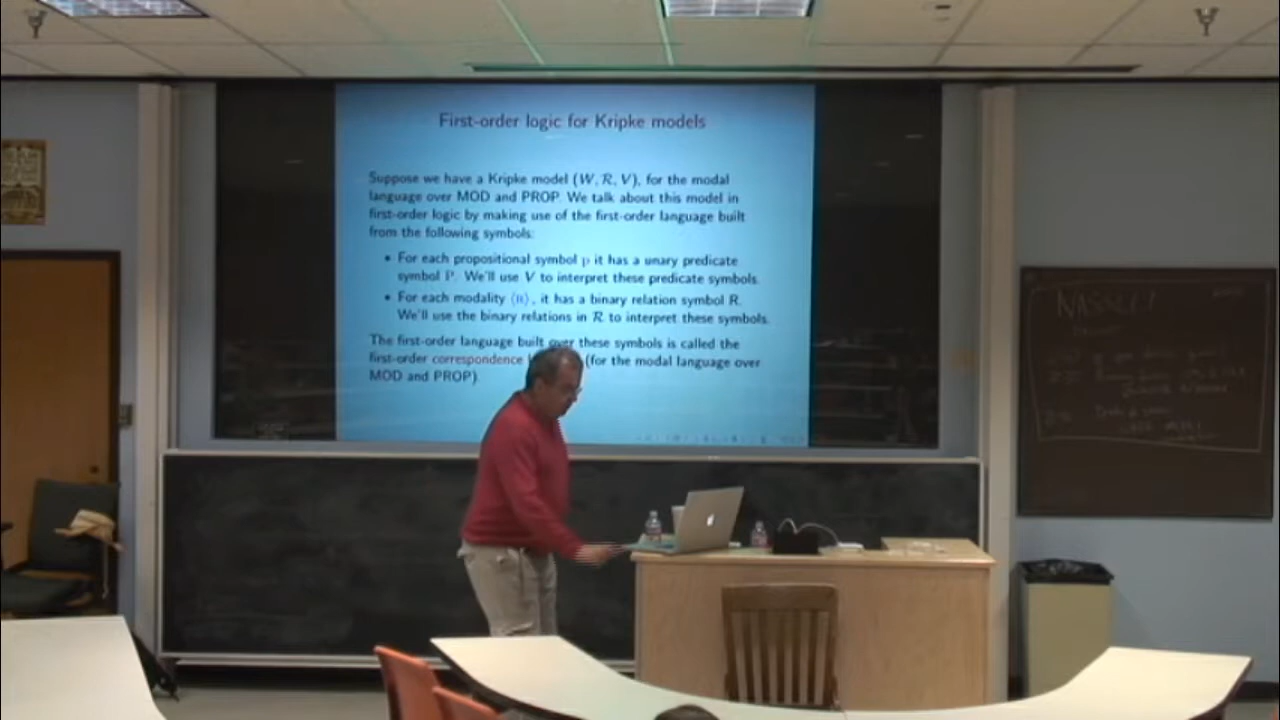 First-order logic for Kripke models
Suppose we have a Kripke model (W, R, V), for the modal
language over MOD and PROP. We talk about this model in
first-order logic by making use of the first-order language built
from the following symbols:
• For each propositional symbol p it has a unary predicate
symbol P. We'll use V to interpret these predicate symbols.
• For each modality ⟨R⟩, it has a binary relation symbol R.
We'll use the binary relations in R to interpret these symbols.
The first-order language built over these symbols is called the
first-order correspondence (for the modal language over
MOD and PROP)
NASSLLI